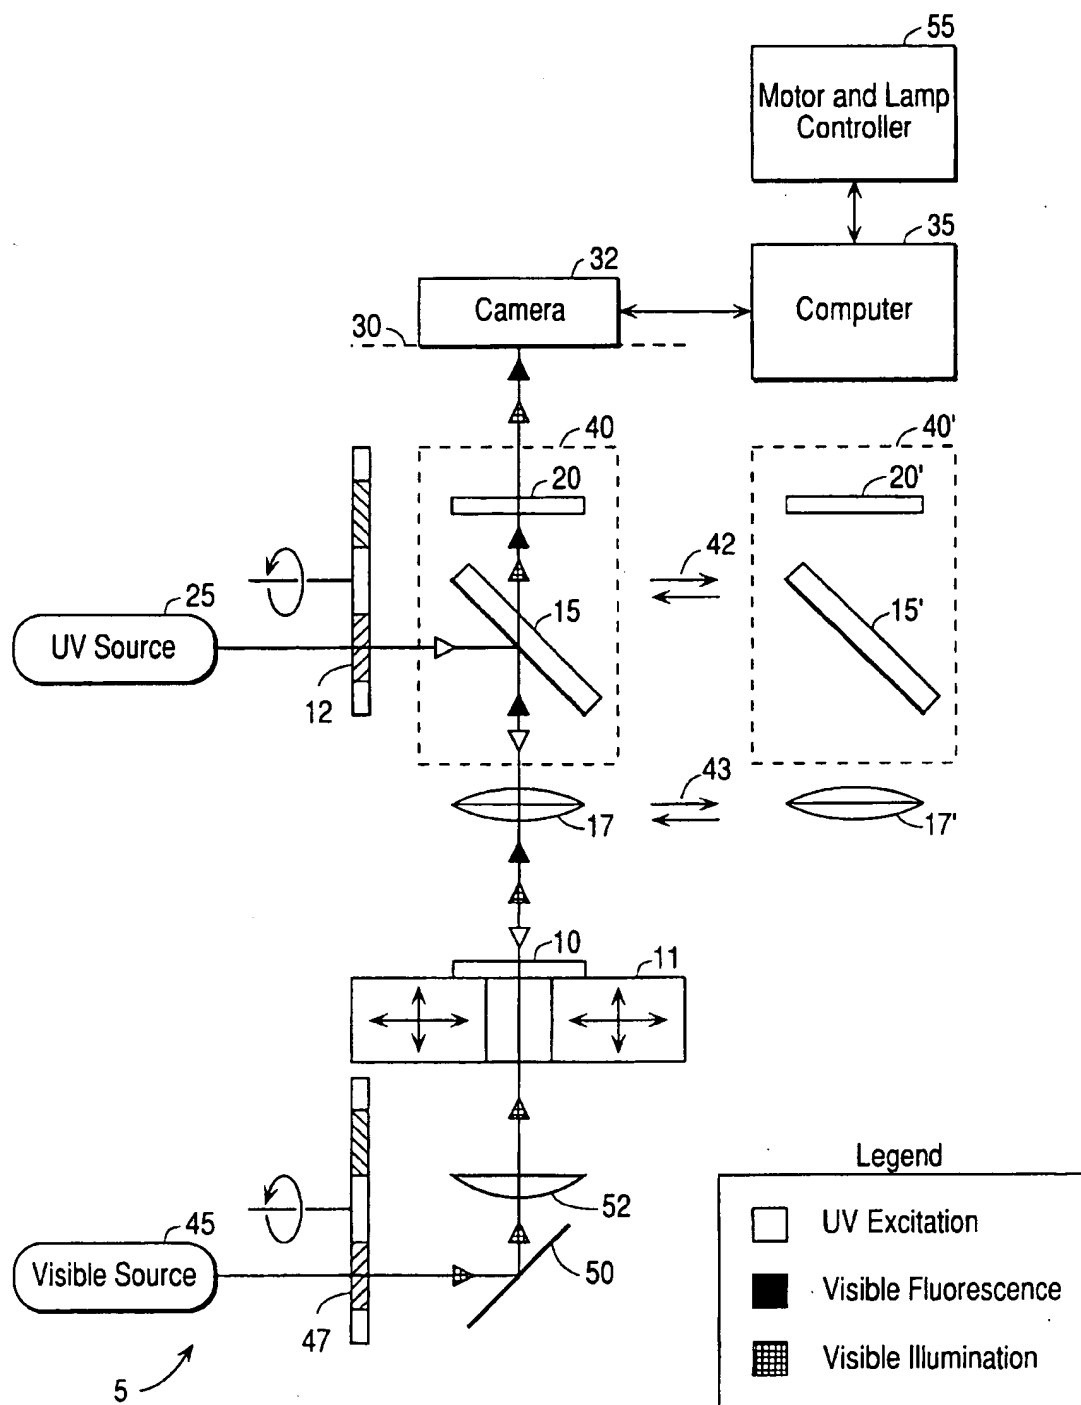 55
Motor and Lamp
Controller
35
Computer
32
Camera
30
40
40'
20
20'
42
15
15'
25
UV Source
12
43
17
17'
10
11
52
50
45
Visible Source
47
5
Legend
UV Excitation
Visible Fluorescence
Visible Illumination